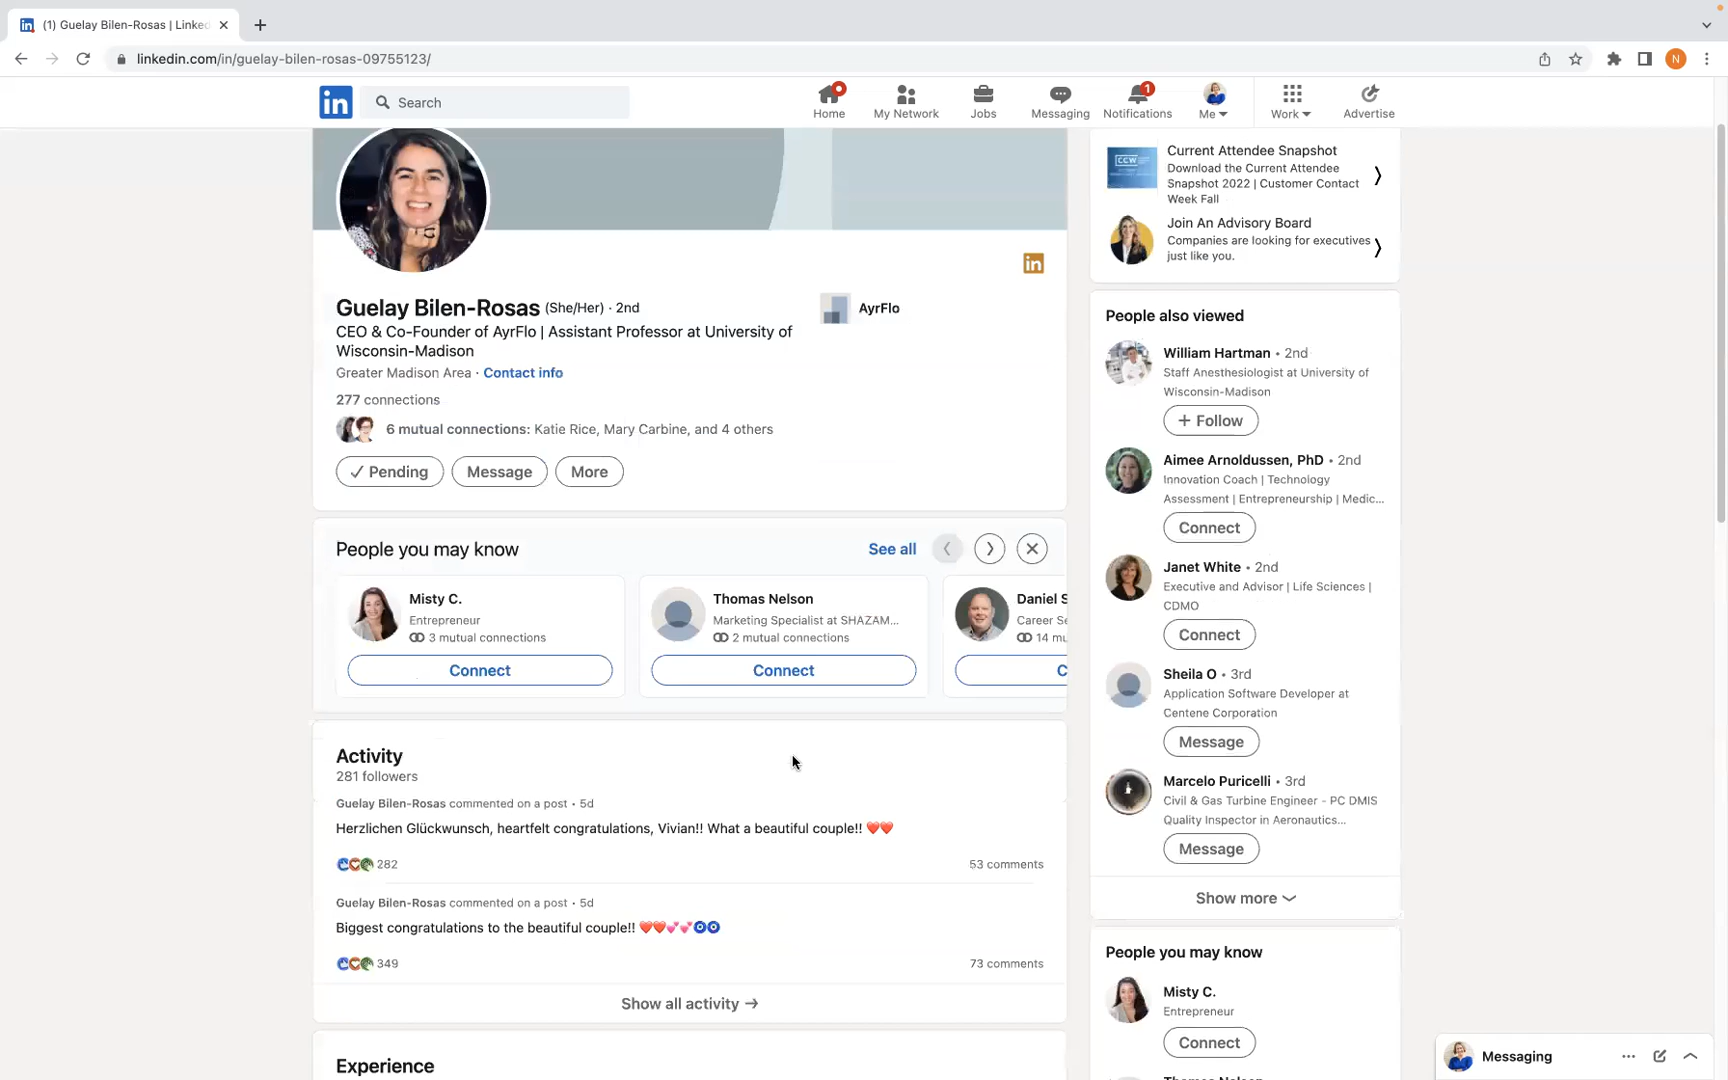 (1) Guelay Bilen-Rosas | Linke
linkedin.com/in/guelay-bilen-rosas-09755123/
N
in
Search
Home
My Network
Jobs
Messaging
1
Notifications
Me
Work
Advertise
Current Attendee Snapshot
Download the Current Attendee
Snapshot 2022 | Customer Contact
Week Fall
CCW
Join An Advisory Board
Companies are looking for executives
just like you.
in
Guelay Bilen-Rosas (She/Her) · 2nd
AyrFlo
CEO & Co-Founder of AyrFlo | Assistant Professor at University of
Wisconsin-Madison
Greater Madison Area · Contact info
277 connections
6 mutual connections: Katie Rice, Mary Carbine, and 4 others
✓ Pending
Message
More
People you may know
See all
Misty C.
Entrepreneur
3 mutual connections
Connect
Thomas Nelson
Marketing Specialist at SHAZAM...
2 mutual connections
Connect
Daniel S
Career Se
14 mu
C
Activity
281 followers
Guelay Bilen-Rosas commented on a post • 5d
Herzlichen Glückwunsch, heartfelt congratulations, Vivian!! What a beautiful couple!! ❤️❤️
282
53 comments
Guelay Bilen-Rosas commented on a post • 5d
Biggest congratulations to the beautiful couple!! ❤️❤️💕💕🧿🧿
349
73 comments
Show all activity →
Experience
People also viewed
William Hartman • 2nd
Staff Anesthesiologist at University of
Wisconsin-Madison
+ Follow
Aimee Arnoldussen, PhD • 2nd
Innovation Coach | Technology
Assessment | Entrepreneurship | Medic...
Connect
Janet White • 2nd
Executive and Advisor | Life Sciences |
CDMO
Connect
Sheila O • 3rd
Application Software Developer at
Centene Corporation
Message
Marcelo Puricelli • 3rd
Civil & Gas Turbine Engineer - PC DMIS
Quality Inspector in Aeronautics...
Message
Show more
People you may know
Misty C.
Entrepreneur
Connect
Thomas Nelson
Messaging